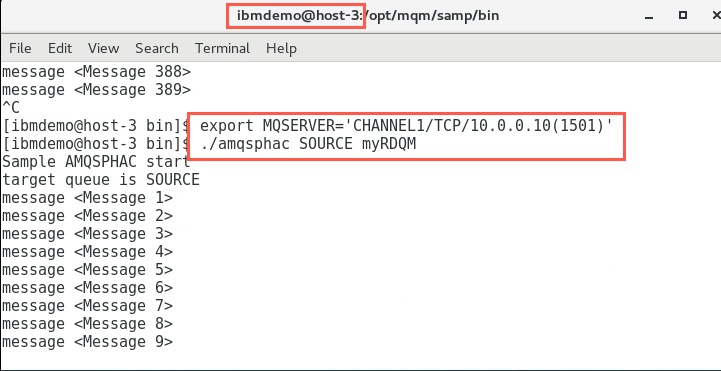 ibmdemo@host-3:/opt/mqm/samp/bin
File Edit View Search Terminal Help
message <Message 388>
message <Message 389>
^C
[ibmdemo@host-3 bin]$ export MQSERVER='CHANNEL1/TCP/10.0.0.10(1501)'
[ibmdemo@host-3 bin]$ ./amqsphac SOURCE myRDQM
Sample AMQSPHAC start
target queue is SOURCE
message <Message 1>
message <Message 2>
message <Message 3>
message <Message 4>
message <Message 5>
message <Message 6>
message <Message 7>
message <Message 8>
message <Message 9>